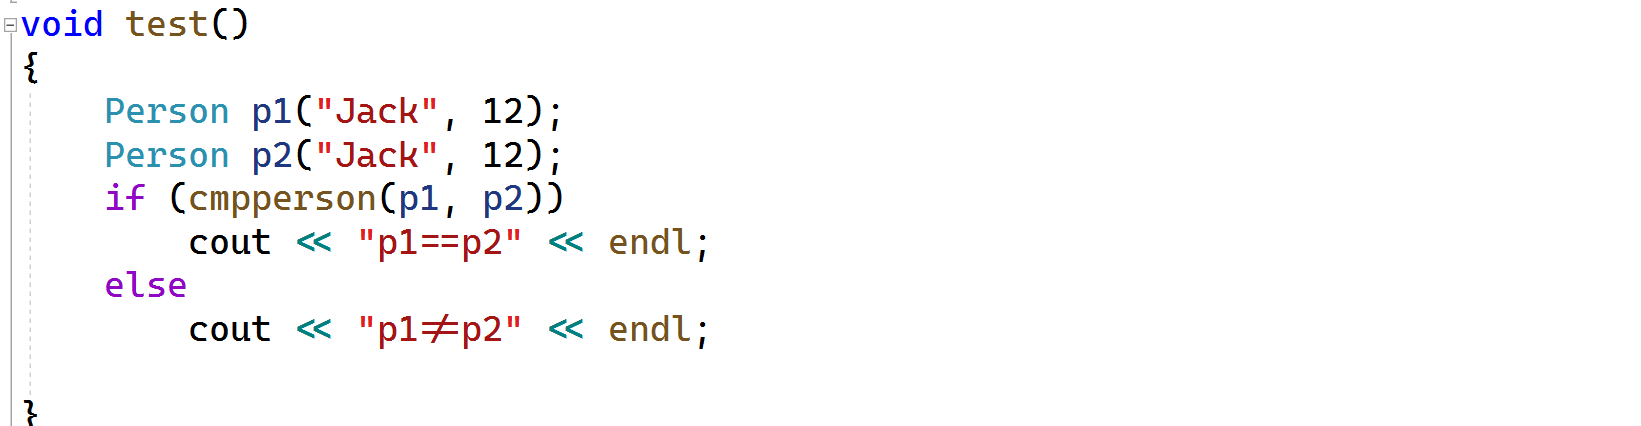 void test()
{
    Person p1("Jack", 12);
    Person p2("Jack", 12);
    if (cmpperson(p1, p2))
        cout << "p1==p2" << endl;
    else
        cout << "p1!=p2" << endl;
}